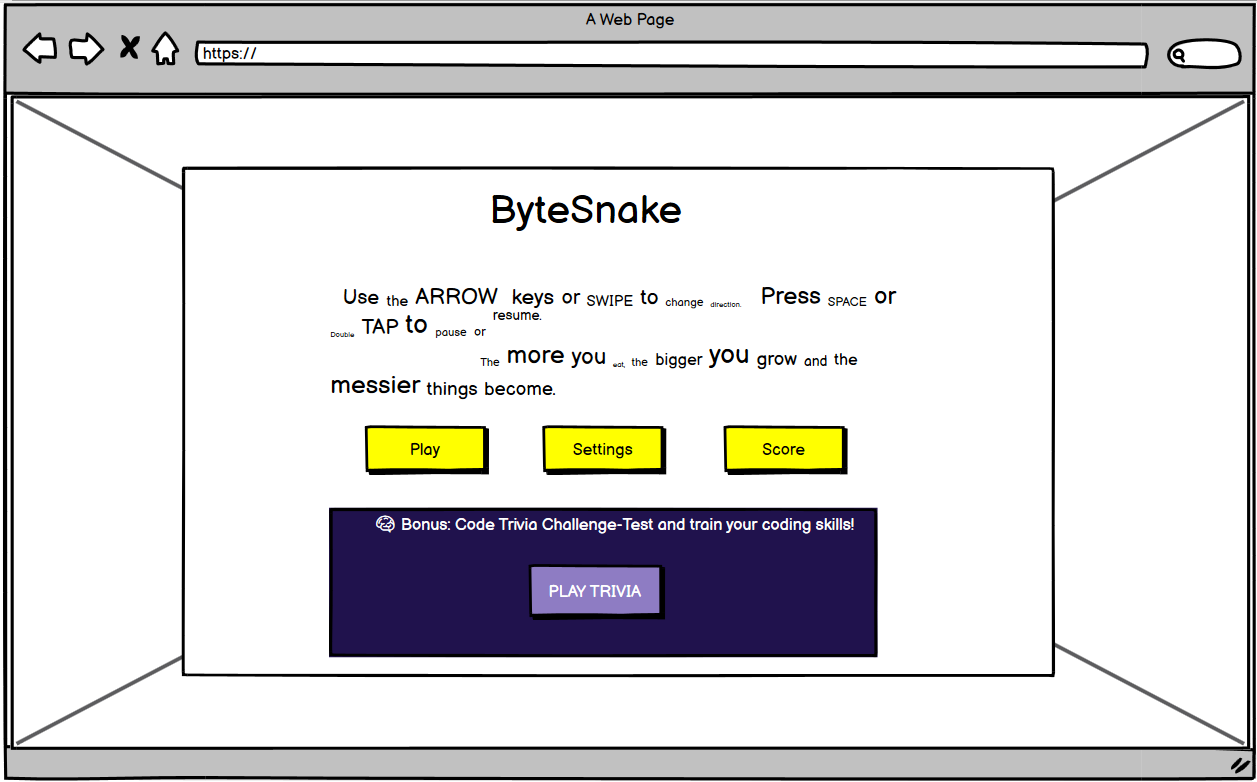 A Web Page
https://
ByteSnake
Use the ARROW keys or SWIPE to change direction. Press SPACE or
Double TAP to pause or resume.
The more you eat, the bigger you grow and the
messier things become.
Play
Settings
Score
Bonus: Code Trivia Challenge-Test and train your coding skills!
PLAY TRIVIA